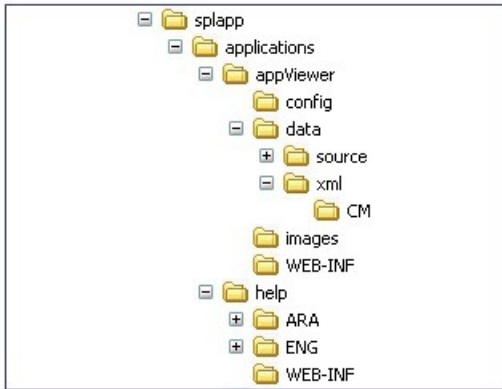 splapp
applications
appViewer
config
data
source
xml
CM
images
WEB-INF
help
ARA
ENG
WEB-INF